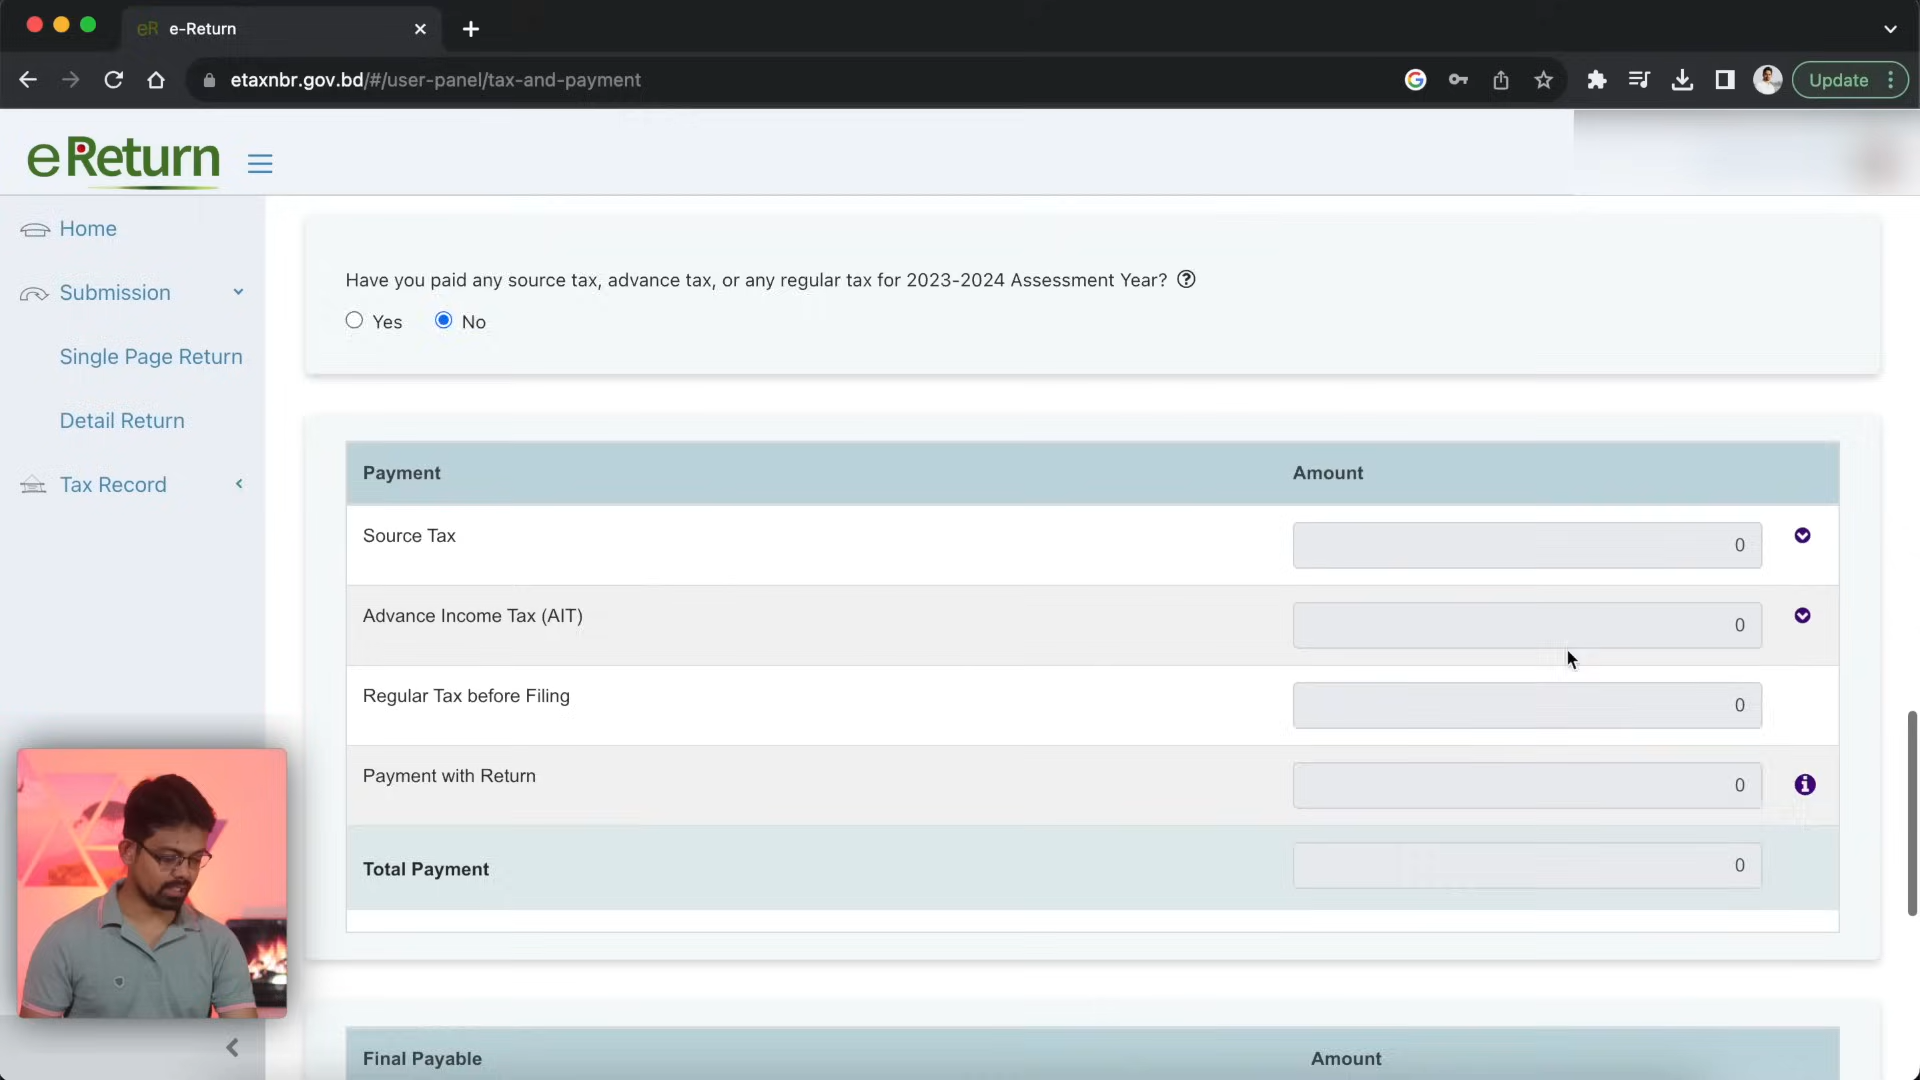 eR e-Return
etaxnbr.gov.bd/#/user-panel/tax-and-payment
Update
eReturn
Home
Submission
Single Page Return
Detail Return
Tax Record
Have you paid any source tax, advance tax, or any regular tax for 2023-2024 Assessment Year?
Yes No
Payment Amount
Source Tax 0
Advance Income Tax (AIT) 0
Regular Tax before Filing 0
Payment with Return 0
Total Payment 0
Final Payable Amount